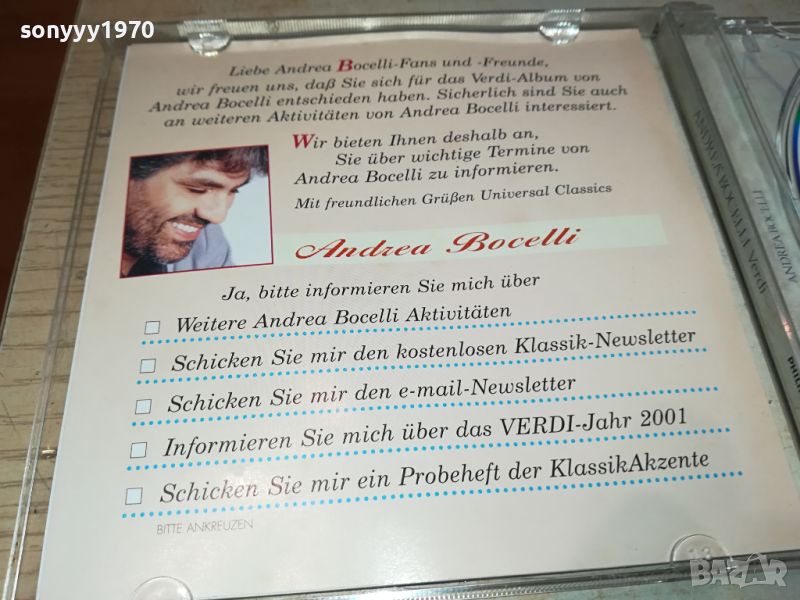 sonyyy1970
Liebe Andrea Bocelli-Fans und -Freunde,
wir freuen uns, daß Sie sich für das Verdi-Album von
Andrea Bocelli entschieden haben. Sicherlich sind Sie auch
an weiteren Aktivitäten von Andrea Bocelli interessiert.
Wir bieten Ihnen deshalb an,
Sie über wichtige Termine von
Andrea Bocelli zu informieren.
Mit freundlichen Grüßen Universal Classics
Andrea Bocelli
Ja, bitte informieren Sie mich über
Weitere Andrea Bocelli Aktivitäten
Schicken Sie mir den kostenlosen Klassik-Newsletter
Schicken Sie mir den e-mail-Newsletter
Informieren Sie mich über das VERDI-Jahr 2001
Schicken Sie mir ein Probeheft der KlassikAkzente
BITTE ANKREUZEN
ANDREA BOCELLI
BAZAR